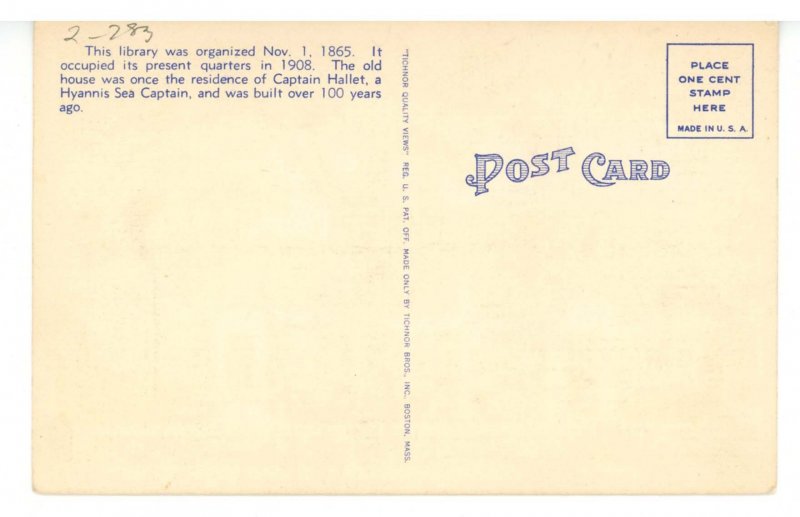 2-283
This library was organized Nov. 1, 1865. It
occupied its present quarters in 1908. The old
house was once the residence of Captain Hallet, a
Hyannis Sea Captain, and was built over 100 years
ago.
"TICHNOR QUALITY VIEWS" REG. U. S. PAT. OFF. MADE ONLY BY TICHNOR BROS., INC., BOSTON, MASS.
PLACE
ONE CENT
STAMP
HERE
MADE IN U. S. A.
POST CARD